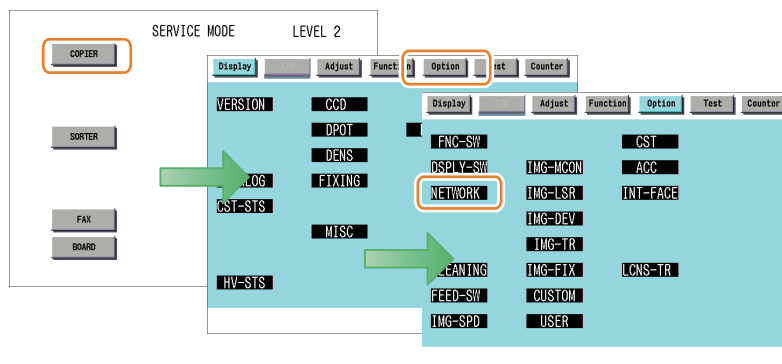 SERVICE MODE LEVEL 2
COPIER
SORTER
FAX
BOARD
Display Adjust Function Option Counter
VERSION CCD
DPOT
DENS
FIXING
CST-STS
MISC
HV-STS
Display Adjust Function Option Test Counter
FNC-SW CST
DSPLY-SW IMG-MCON ACC
NETWORK IMG-LSR INT-FACE
IMG-DEV
IMG-TR
CLEANING IMG-FIX LCNS-TR
FEED-SW CUSTOM
IMG-SPD USER